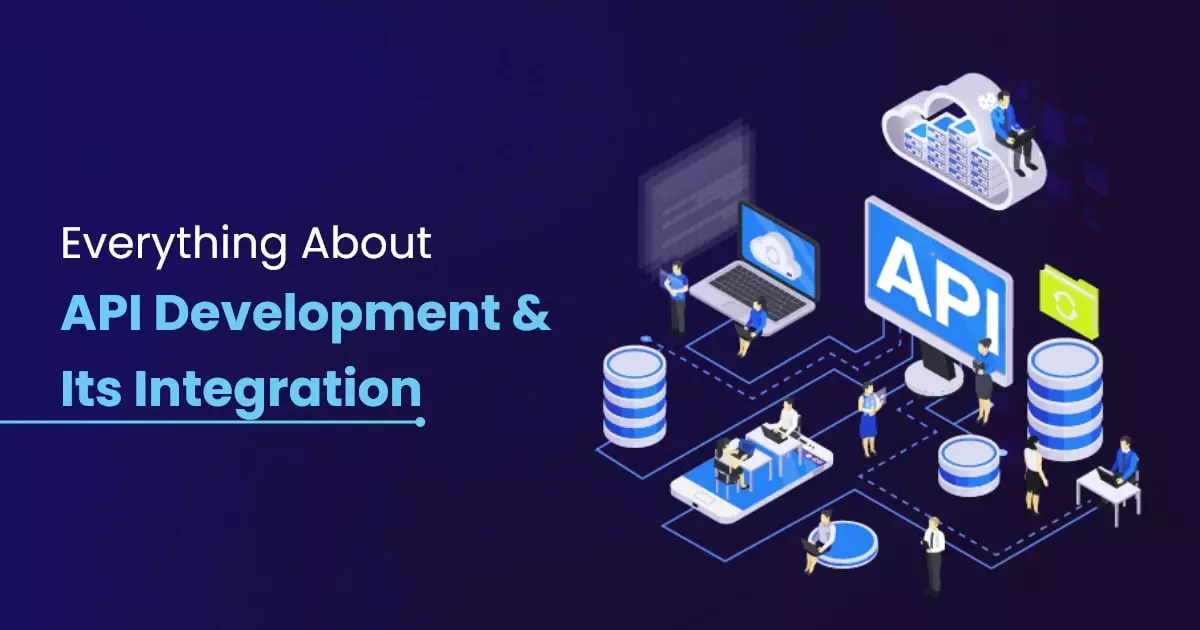 Everything About
API Development &
Its Integration
API